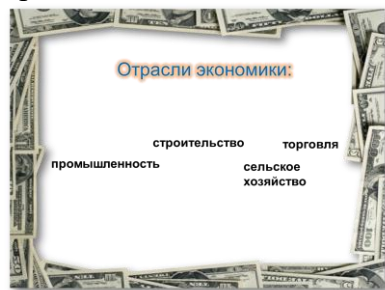 Отрасли экономики:
строительство
торговля
промышленность
сельское
хозяйство